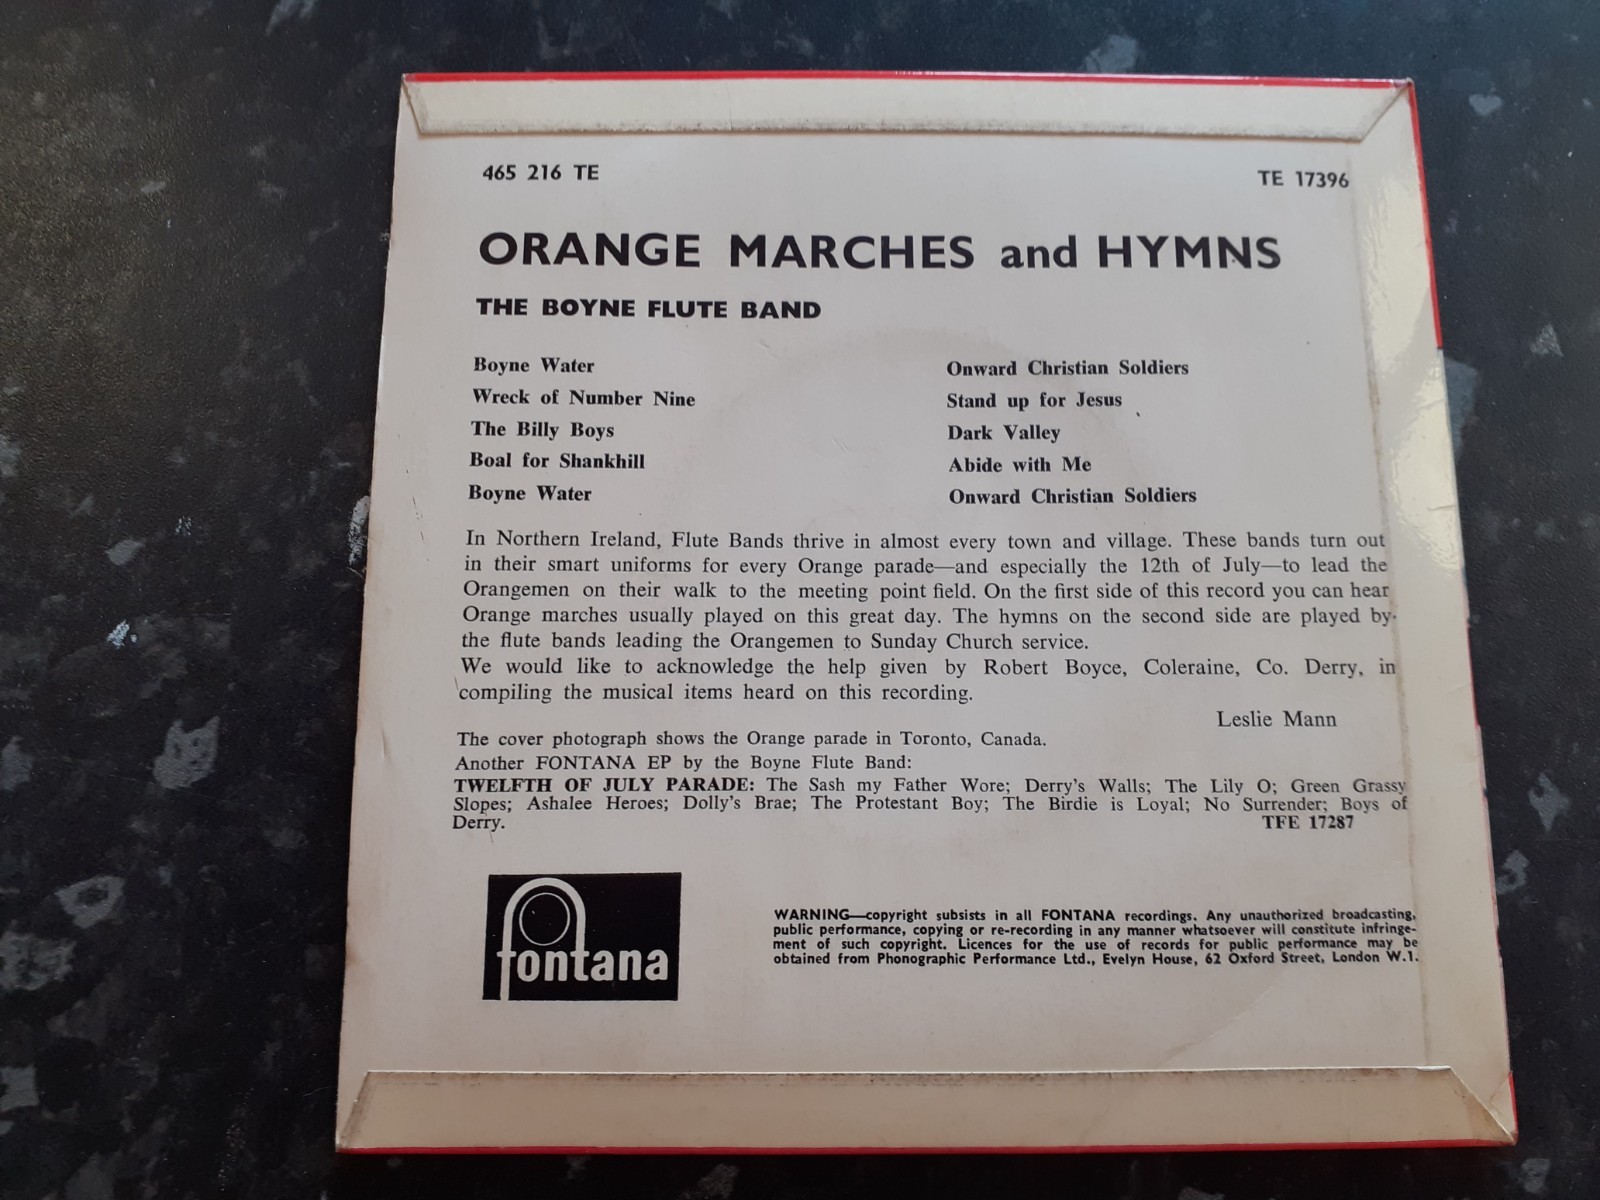 465 216 TE
TE 17396
ORANGE MARCHES and HYMNS
THE BOYNE FLUTE BAND
Boyne Water
Wreck of Number Nine
The Billy Boys
Boal for Shankhill
Boyne Water
Onward Christian Soldiers
Stand up for Jesus
Dark Valley
Abide with Me
Onward Christian Soldiers
In Northern Ireland, Flute Bands thrive in almost every town and village. These bands turn out
in their smart uniforms for every Orange parade—and especially the 12th of July—to lead the
Orangemen on their walk to the meeting point field. On the first side of this record you can hear
Orange marches usually played on this great day. The hymns on the second side are played by
the flute bands leading the Orangemen to Sunday Church service.
We would like to acknowledge the help given by Robert Boyce, Coleraine, Co. Derry, in
compiling the musical items heard on this recording.
Leslie Mann
The cover photograph shows the Orange parade in Toronto, Canada.
Another FONTANA EP by the Boyne Flute Band:
TWELFTH OF JULY PARADE: The Sash my Father Wore; Derry's Walls; The Lily O; Green Grassy
Slopes; Ashalee Heroes; Dolly's Brae; The Protestant Boy; The Birdie is Loyal; No Surrender; Boys of
Derry. TFE 17287
fontana
WARNING—copyright subsists in all FONTANA recordings. Any unauthorized broadcasting,
public performance, copying or re-recording in any manner whatsoever will constitute infringe-
ment of such copyright. Licences for the use of records for public performance may be
obtained from Phonographic Performance Ltd., Evelyn House, 62 Oxford Street, London W.1.